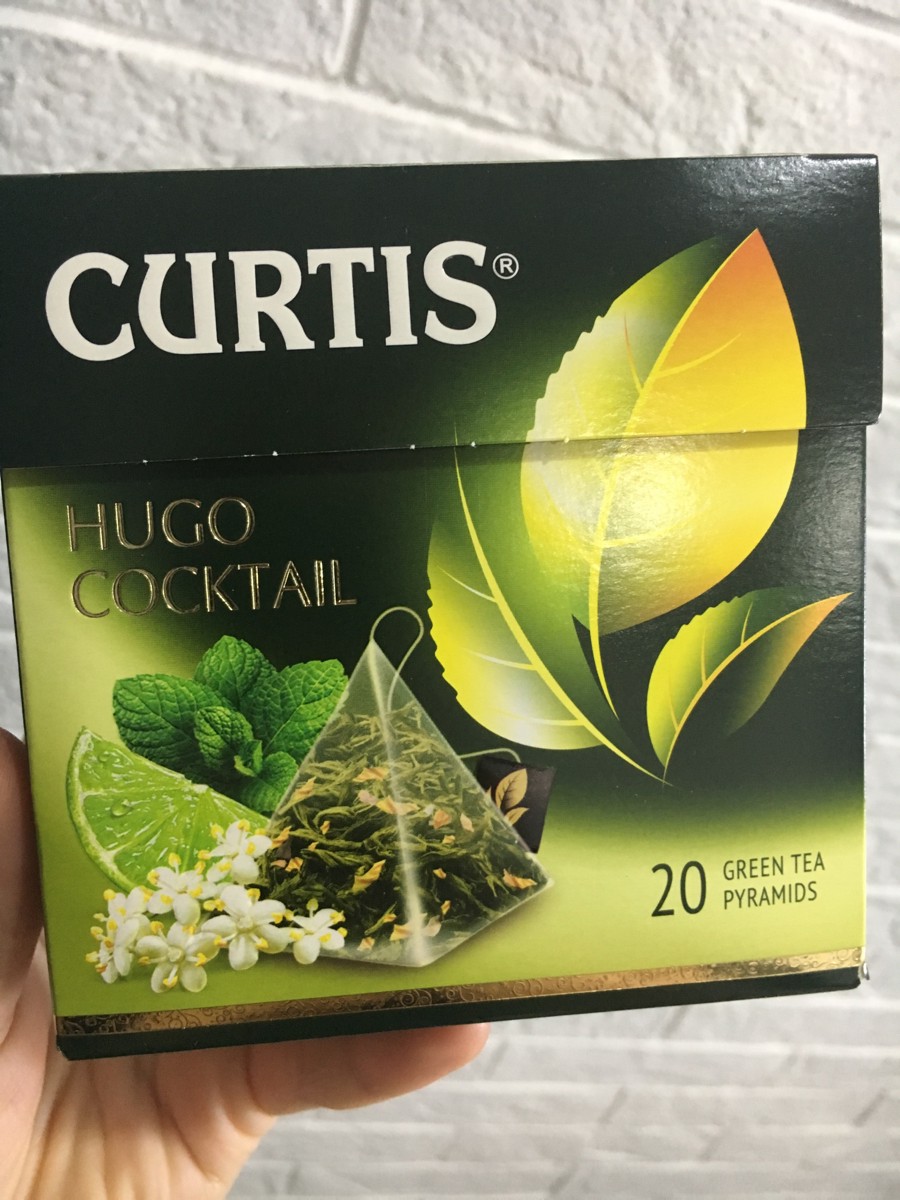 CURTIS®
HUGO
COCKTAIL
20 GREEN TEA
PYRAMIDS